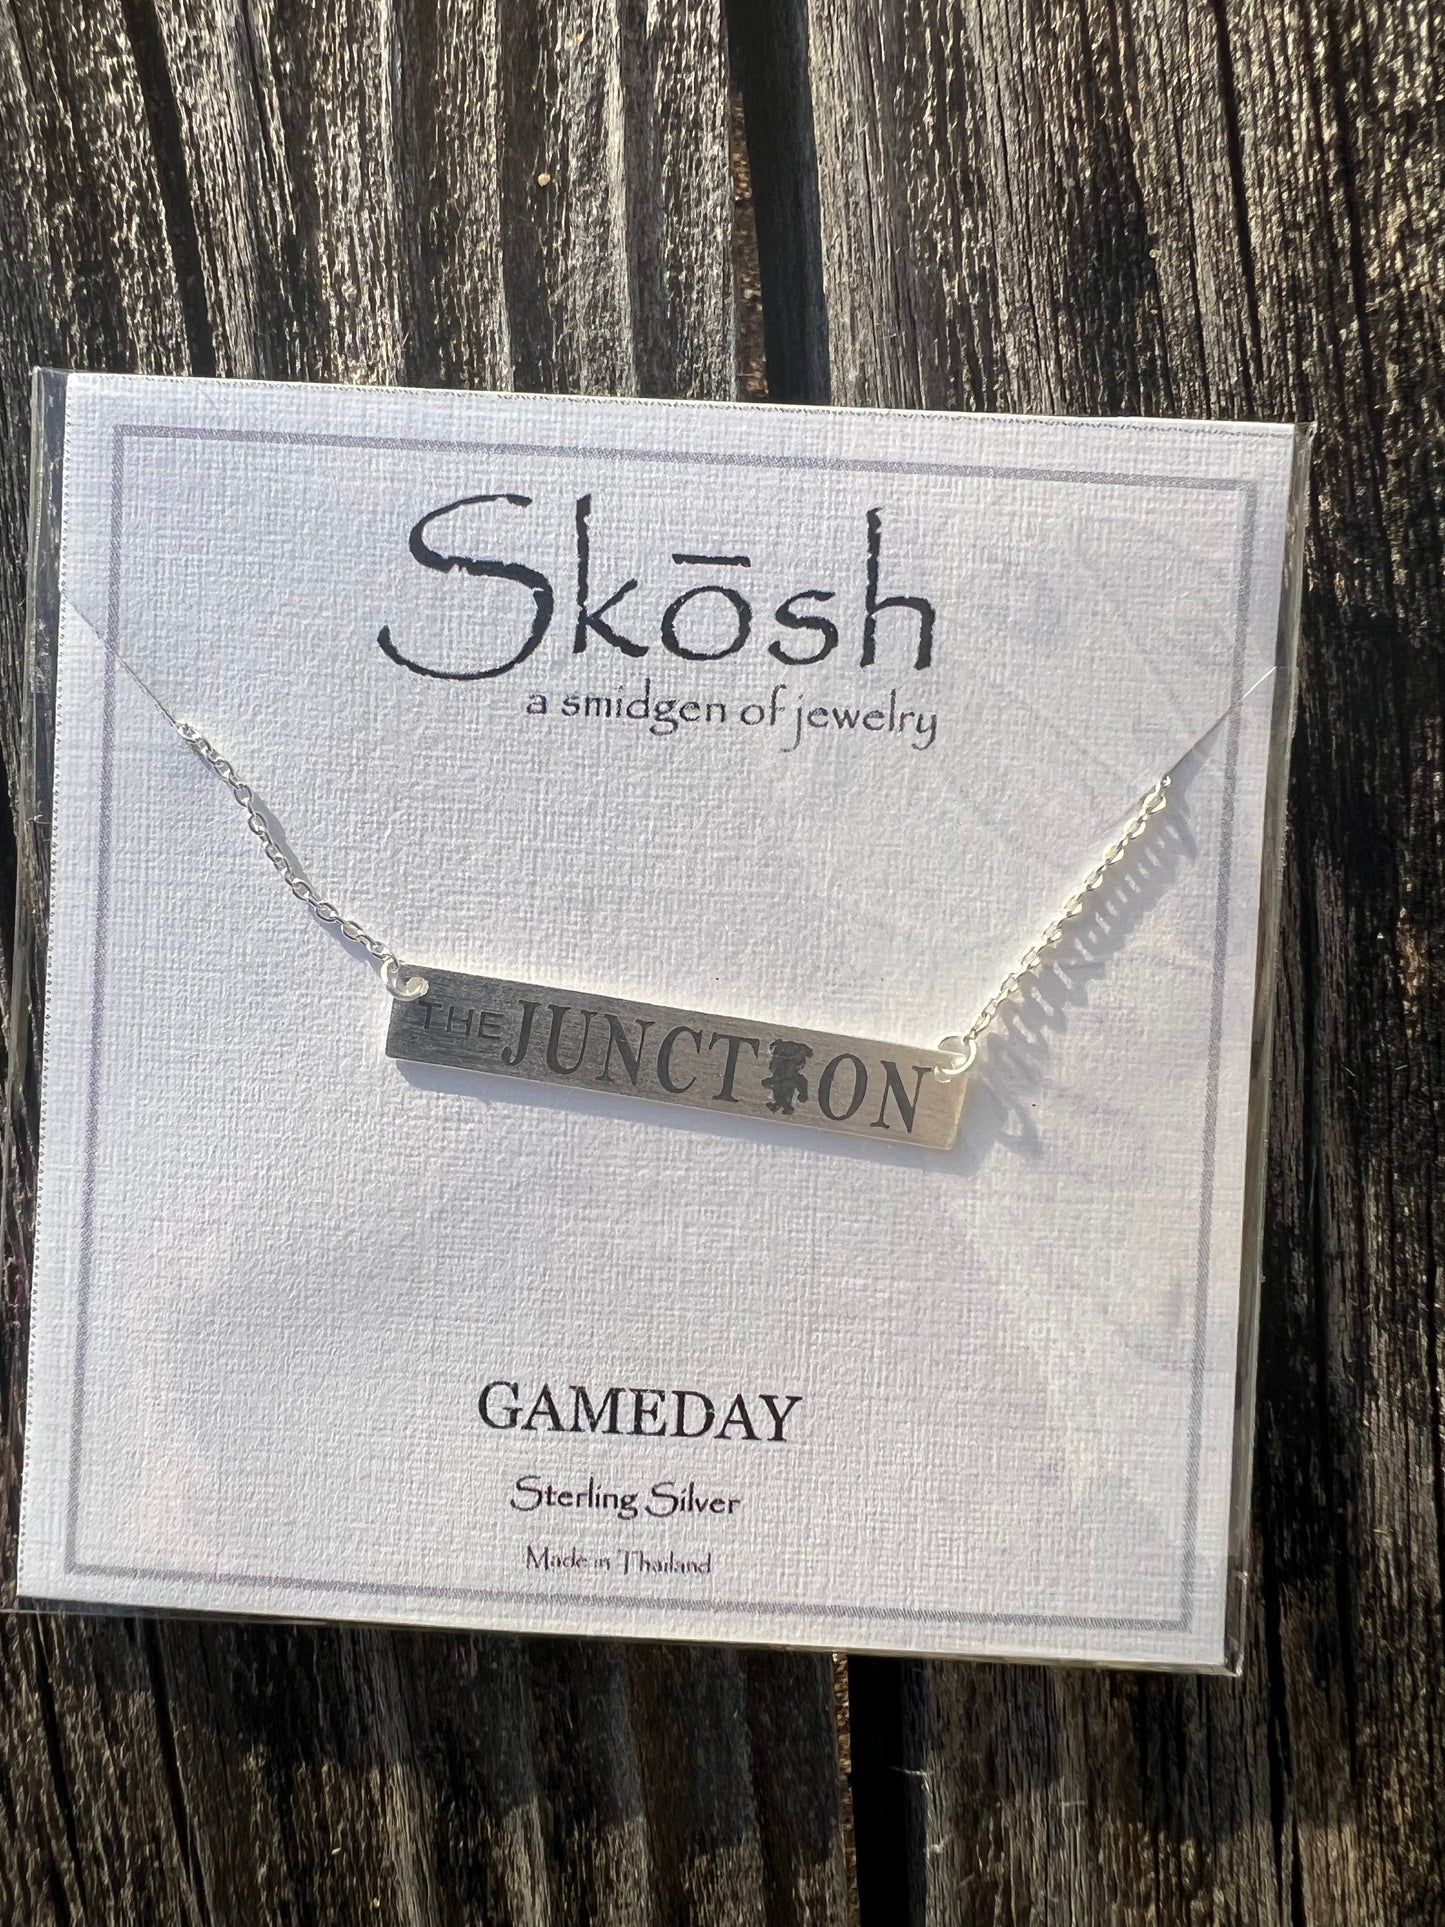 Skōsh
a smidgen of jewelry
THE JUNCTION
GAMEDAY
Sterling Silver
Made in Thailand